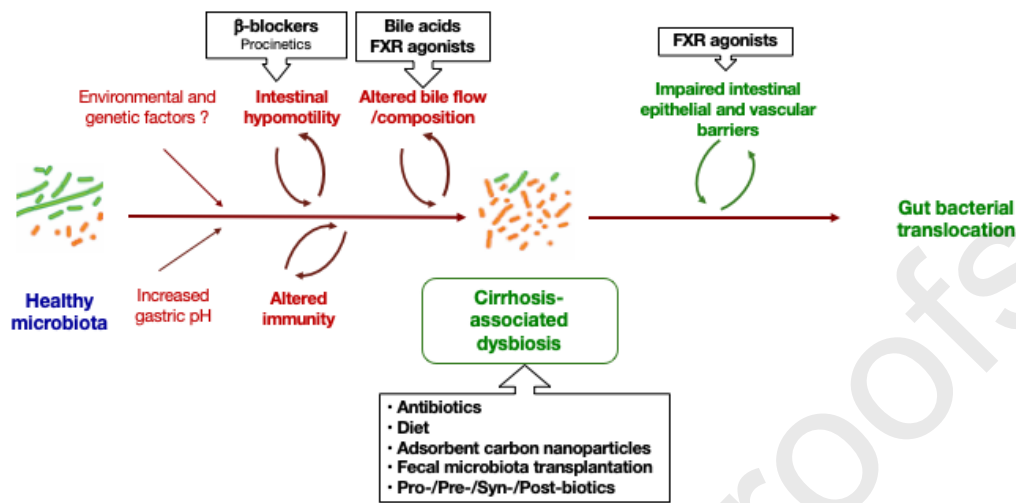 β-blockers
Procinetics
Bile acids
FXR agonists
FXR agonists
Environmental and
genetic factors ?
Intestinal
hypomotility
Altered bile flow
/composition
Impaired intestinal
epithelial and vascular
barriers
Gut bacterial
translocation
Healthy
microbiota
Increased
gastric pH
Altered
immunity
Cirrhosis-
associated
dysbiosis
· Antibiotics
· Diet
· Adsorbent carbon nanoparticles
· Fecal microbiota transplantation
· Pro-/Pre-/Syn-/Post-biotics
roofs